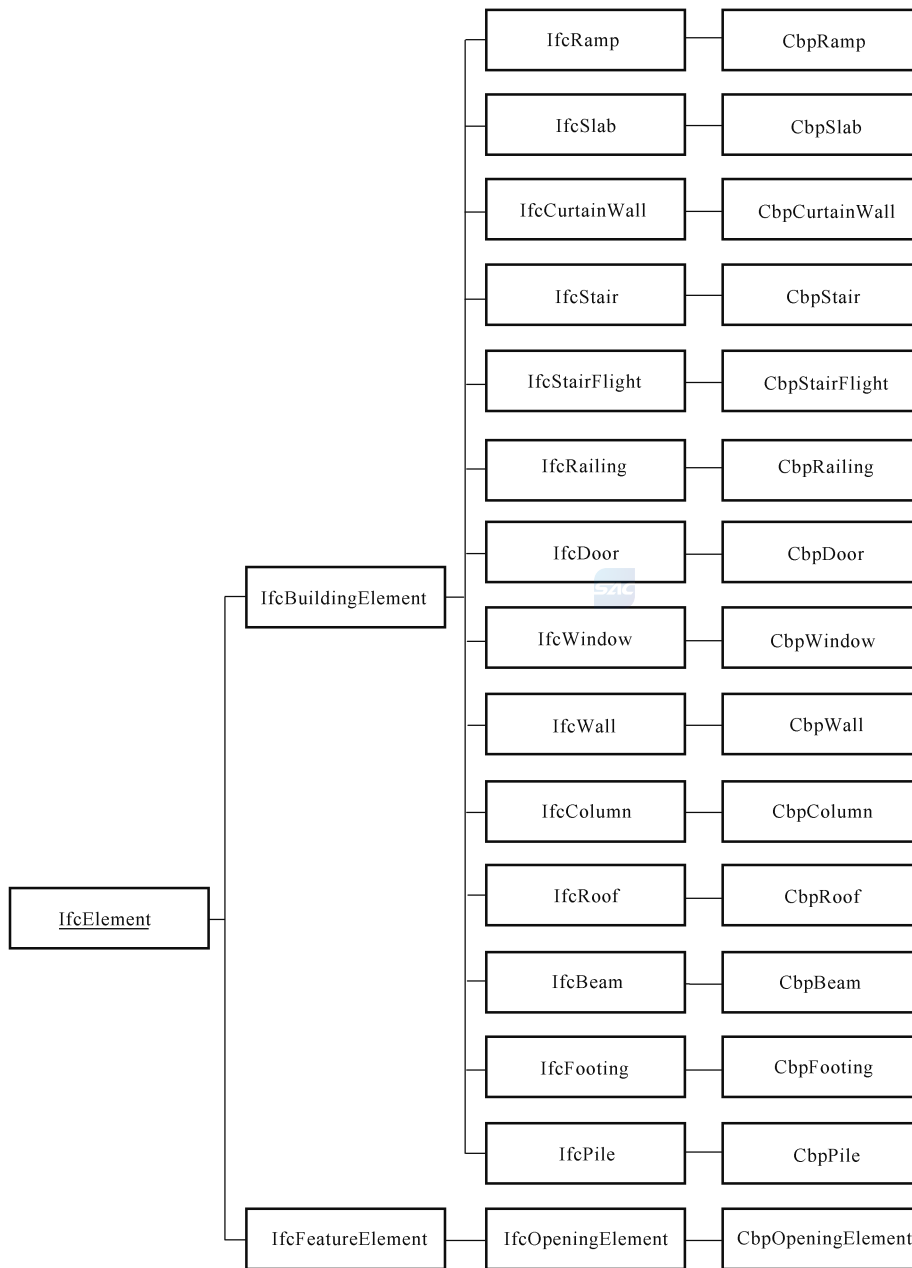 IfcRamp
CbpRamp
IfcSlab
CbpSlab
IfcCurtainWall
CbpCurtainWall
IfcStair
CbpStair
IfcStairFlight
CbpStairFlight
IfcRailing
CbpRailing
IfcDoor
CbpDoor
SAC
IfcBuildingElement
IfcWindow
CbpWindow
IfcWall
CbpWall
IfcColumn
CbpColumn
IfcRoof
CbpRoof
IfcElement
IfcBeam
CbpBeam
IfcFooting
CbpFooting
IfcPile
CbpPile
IfcFeatureElement
IfcOpeningElement
CbpOpeningElement